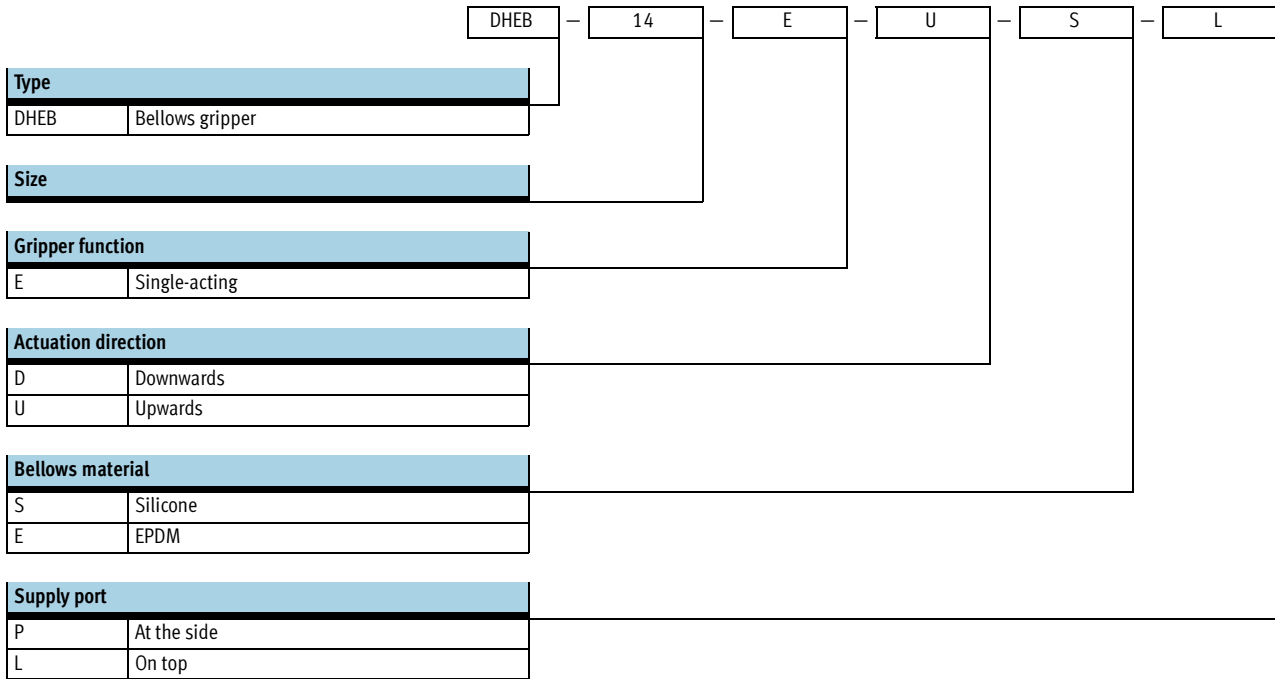 DHEB – 14 – E – U – S – L
Type
DHEB Bellows gripper
Size
Gripper function
E Single-acting
Actuation direction
D Downwards
U Upwards
Bellows material
S Silicone
E EPDM
Supply port
P At the side
L On top